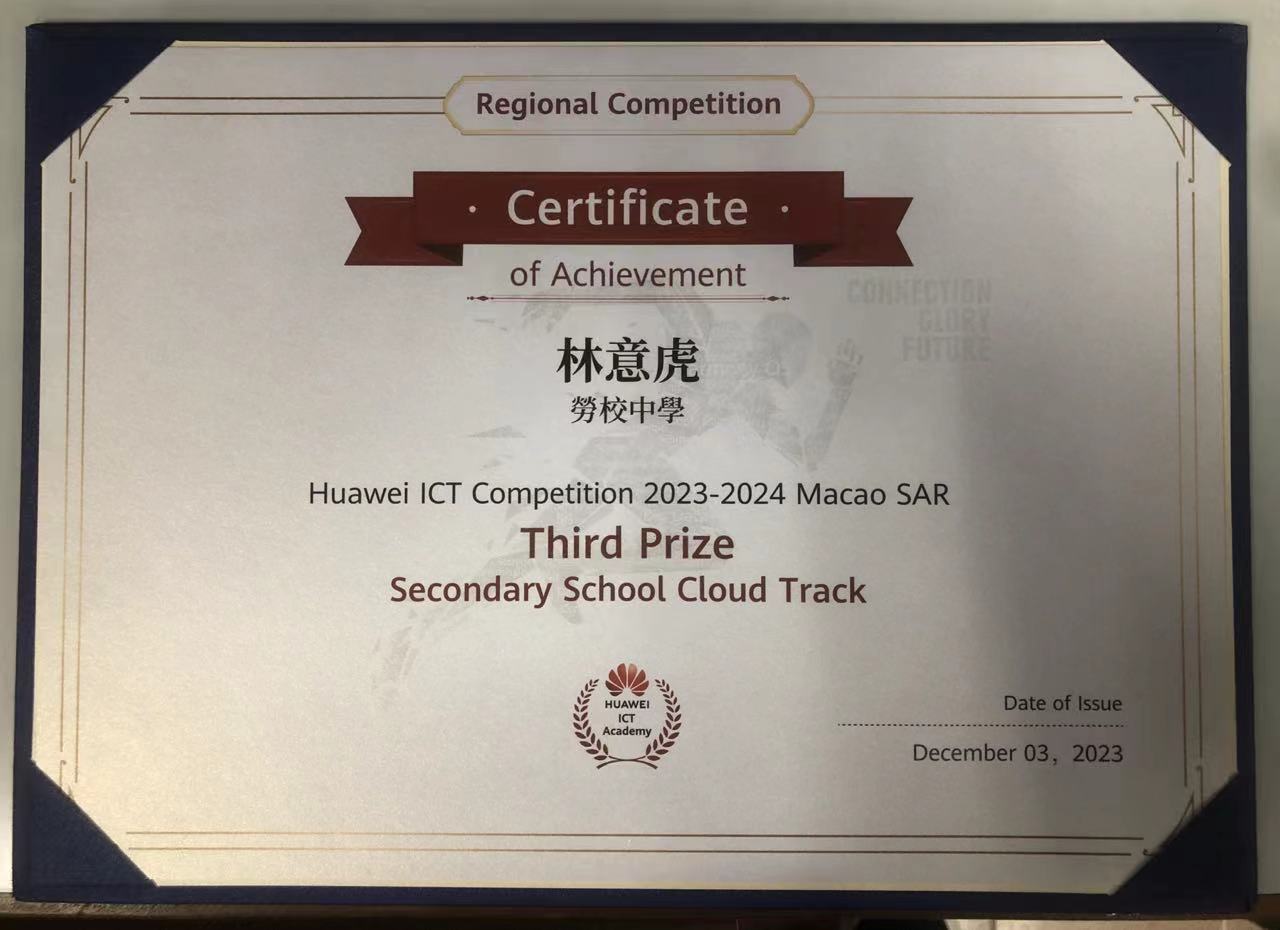 Regional Competition
· Certificate ·
of Achievement
CONNECTION
GLORY
FUTURE
林意虎
勞校中學
Huawei ICT Competition 2023-2024 Macao SAR
Third Prize
Secondary School Cloud Track
HUAWEI
ICT
Academy
Date of Issue
December 03, 2023